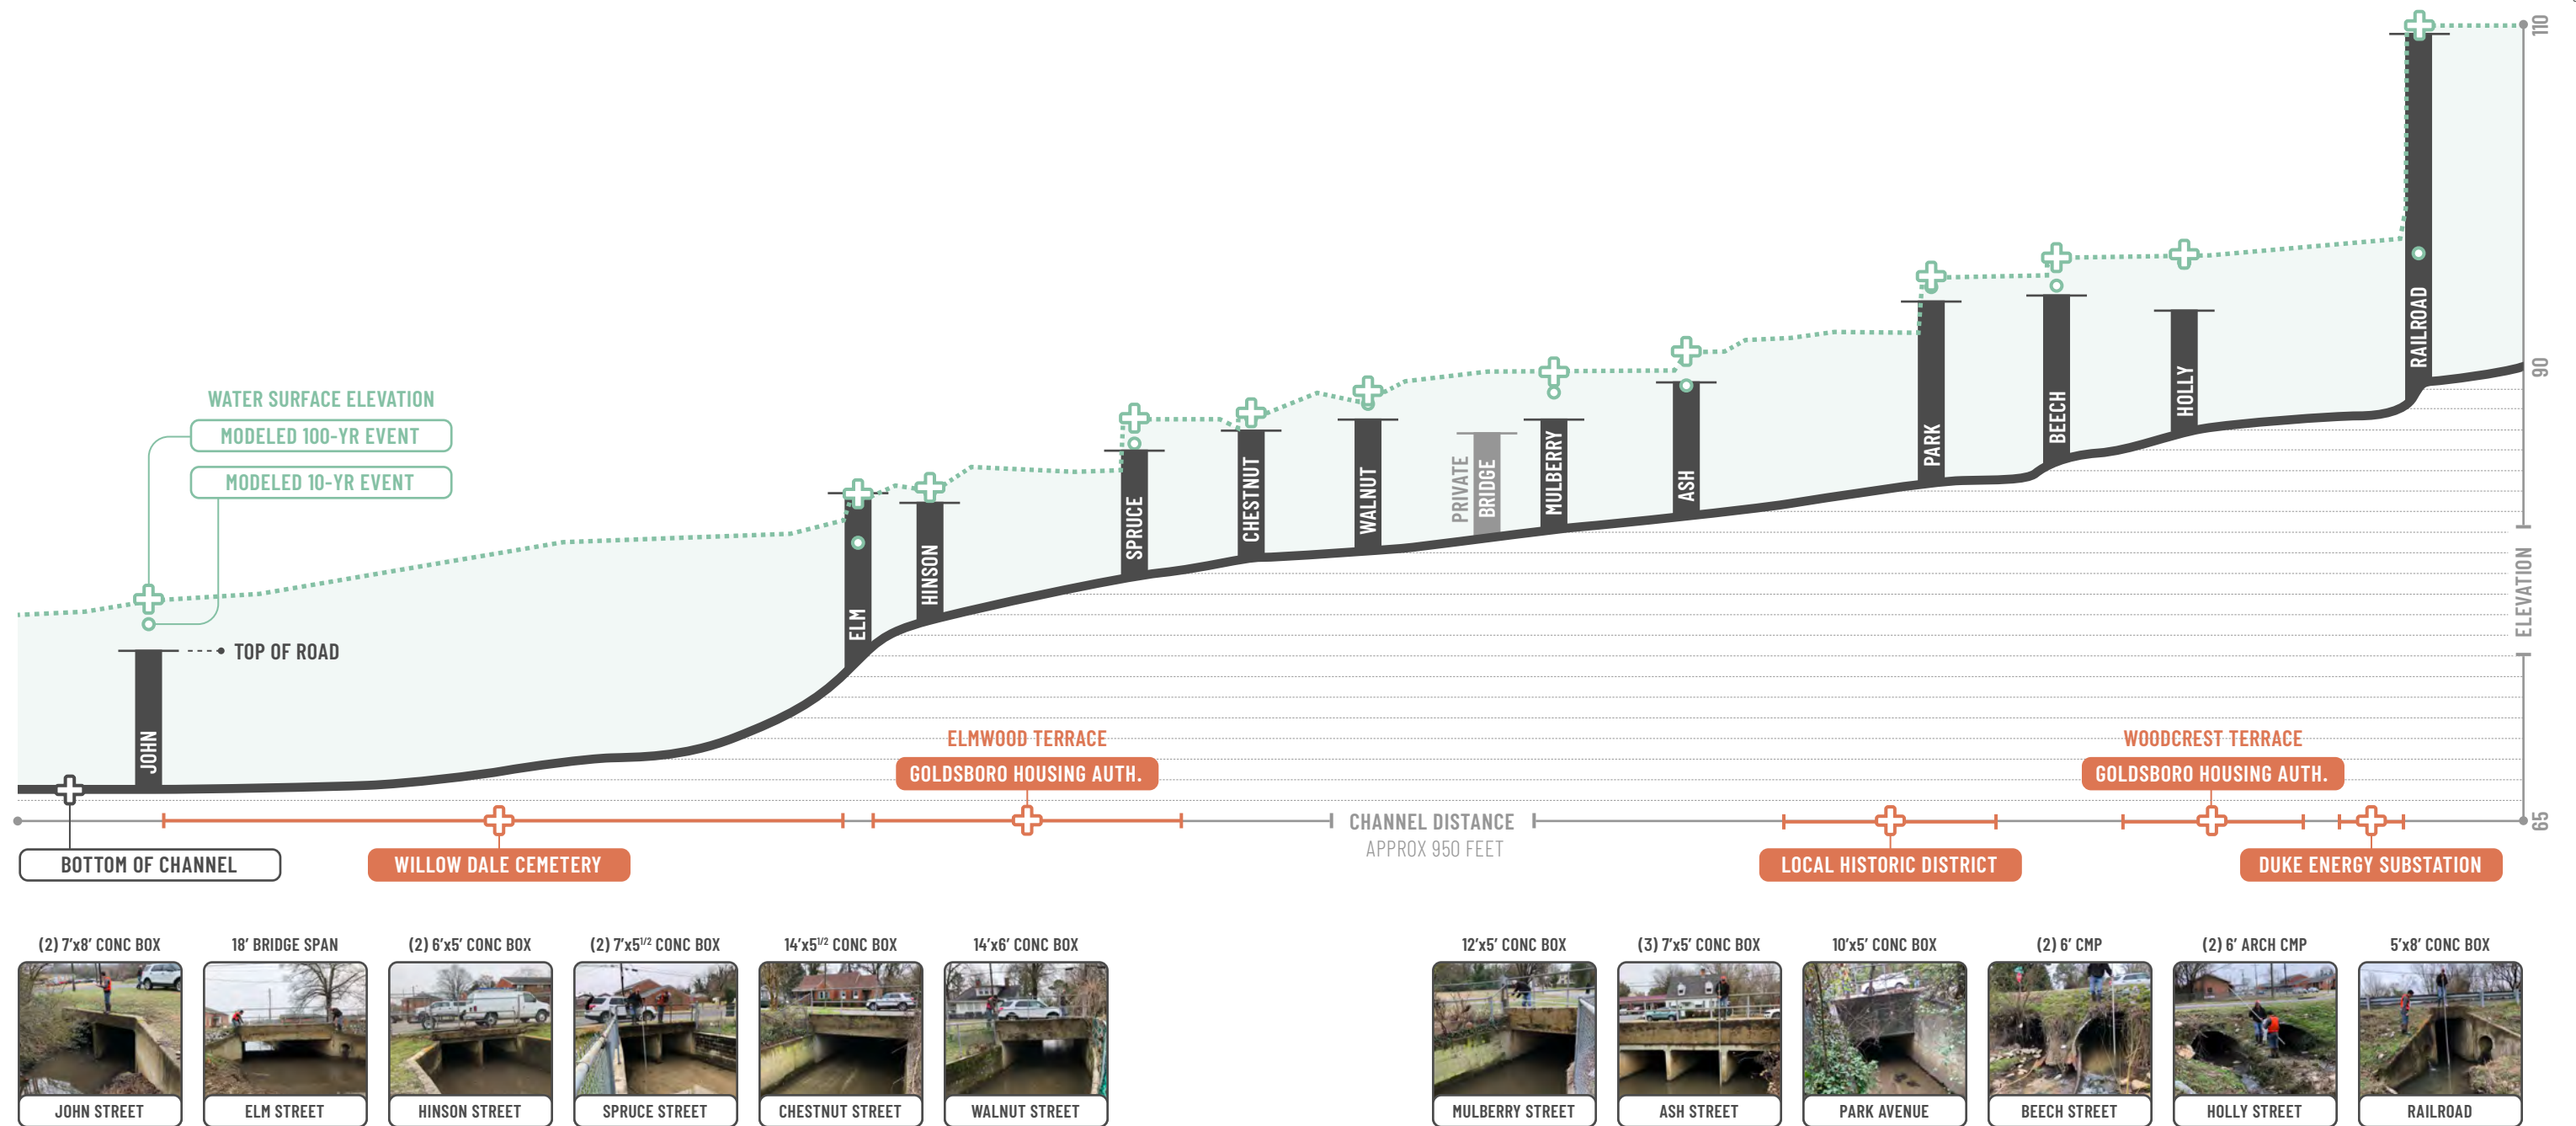 110
90
ELEVATION
65
WATER SURFACE ELEVATION
MODELED 100-YR EVENT
MODELED 10-YR EVENT
TOP OF ROAD
JOHN
ELM
HINSON
SPRUCE
CHESTNUT
WALNUT
PRIVATE
BRIDGE
MULBERRY
ASH
PARK
BEECH
HOLLY
RAILROAD
ELMWOOD TERRACE
GOLDSBORO HOUSING AUTH.
WOODCREST TERRACE
GOLDSBORO HOUSING AUTH.
CHANNEL DISTANCE
APPROX 950 FEET
BOTTOM OF CHANNEL
WILLOW DALE CEMETERY
LOCAL HISTORIC DISTRICT
DUKE ENERGY SUBSTATION
(2) 7'x8' CONC BOX
JOHN STREET
18' BRIDGE SPAN
ELM STREET
(2) 6'x5' CONC BOX
HINSON STREET
(2) 7'x5¹/² CONC BOX
SPRUCE STREET
14'x5¹/² CONC BOX
CHESTNUT STREET
14'x6' CONC BOX
WALNUT STREET
12'x5' CONC BOX
MULBERRY STREET
(3) 7'x5' CONC BOX
ASH STREET
10'x5' CONC BOX
PARK AVENUE
(2) 6' CMP
BEECH STREET
(2) 6' ARCH CMP
HOLLY STREET
5'x8' CONC BOX
RAILROAD